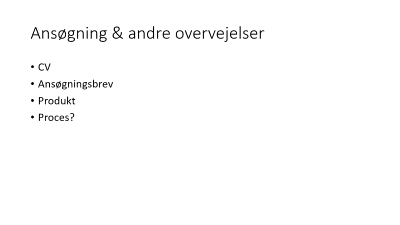 Ansøgning & andre overvejelser
• CV
• Ansøgningsbrev
• Produkt
• Proces?